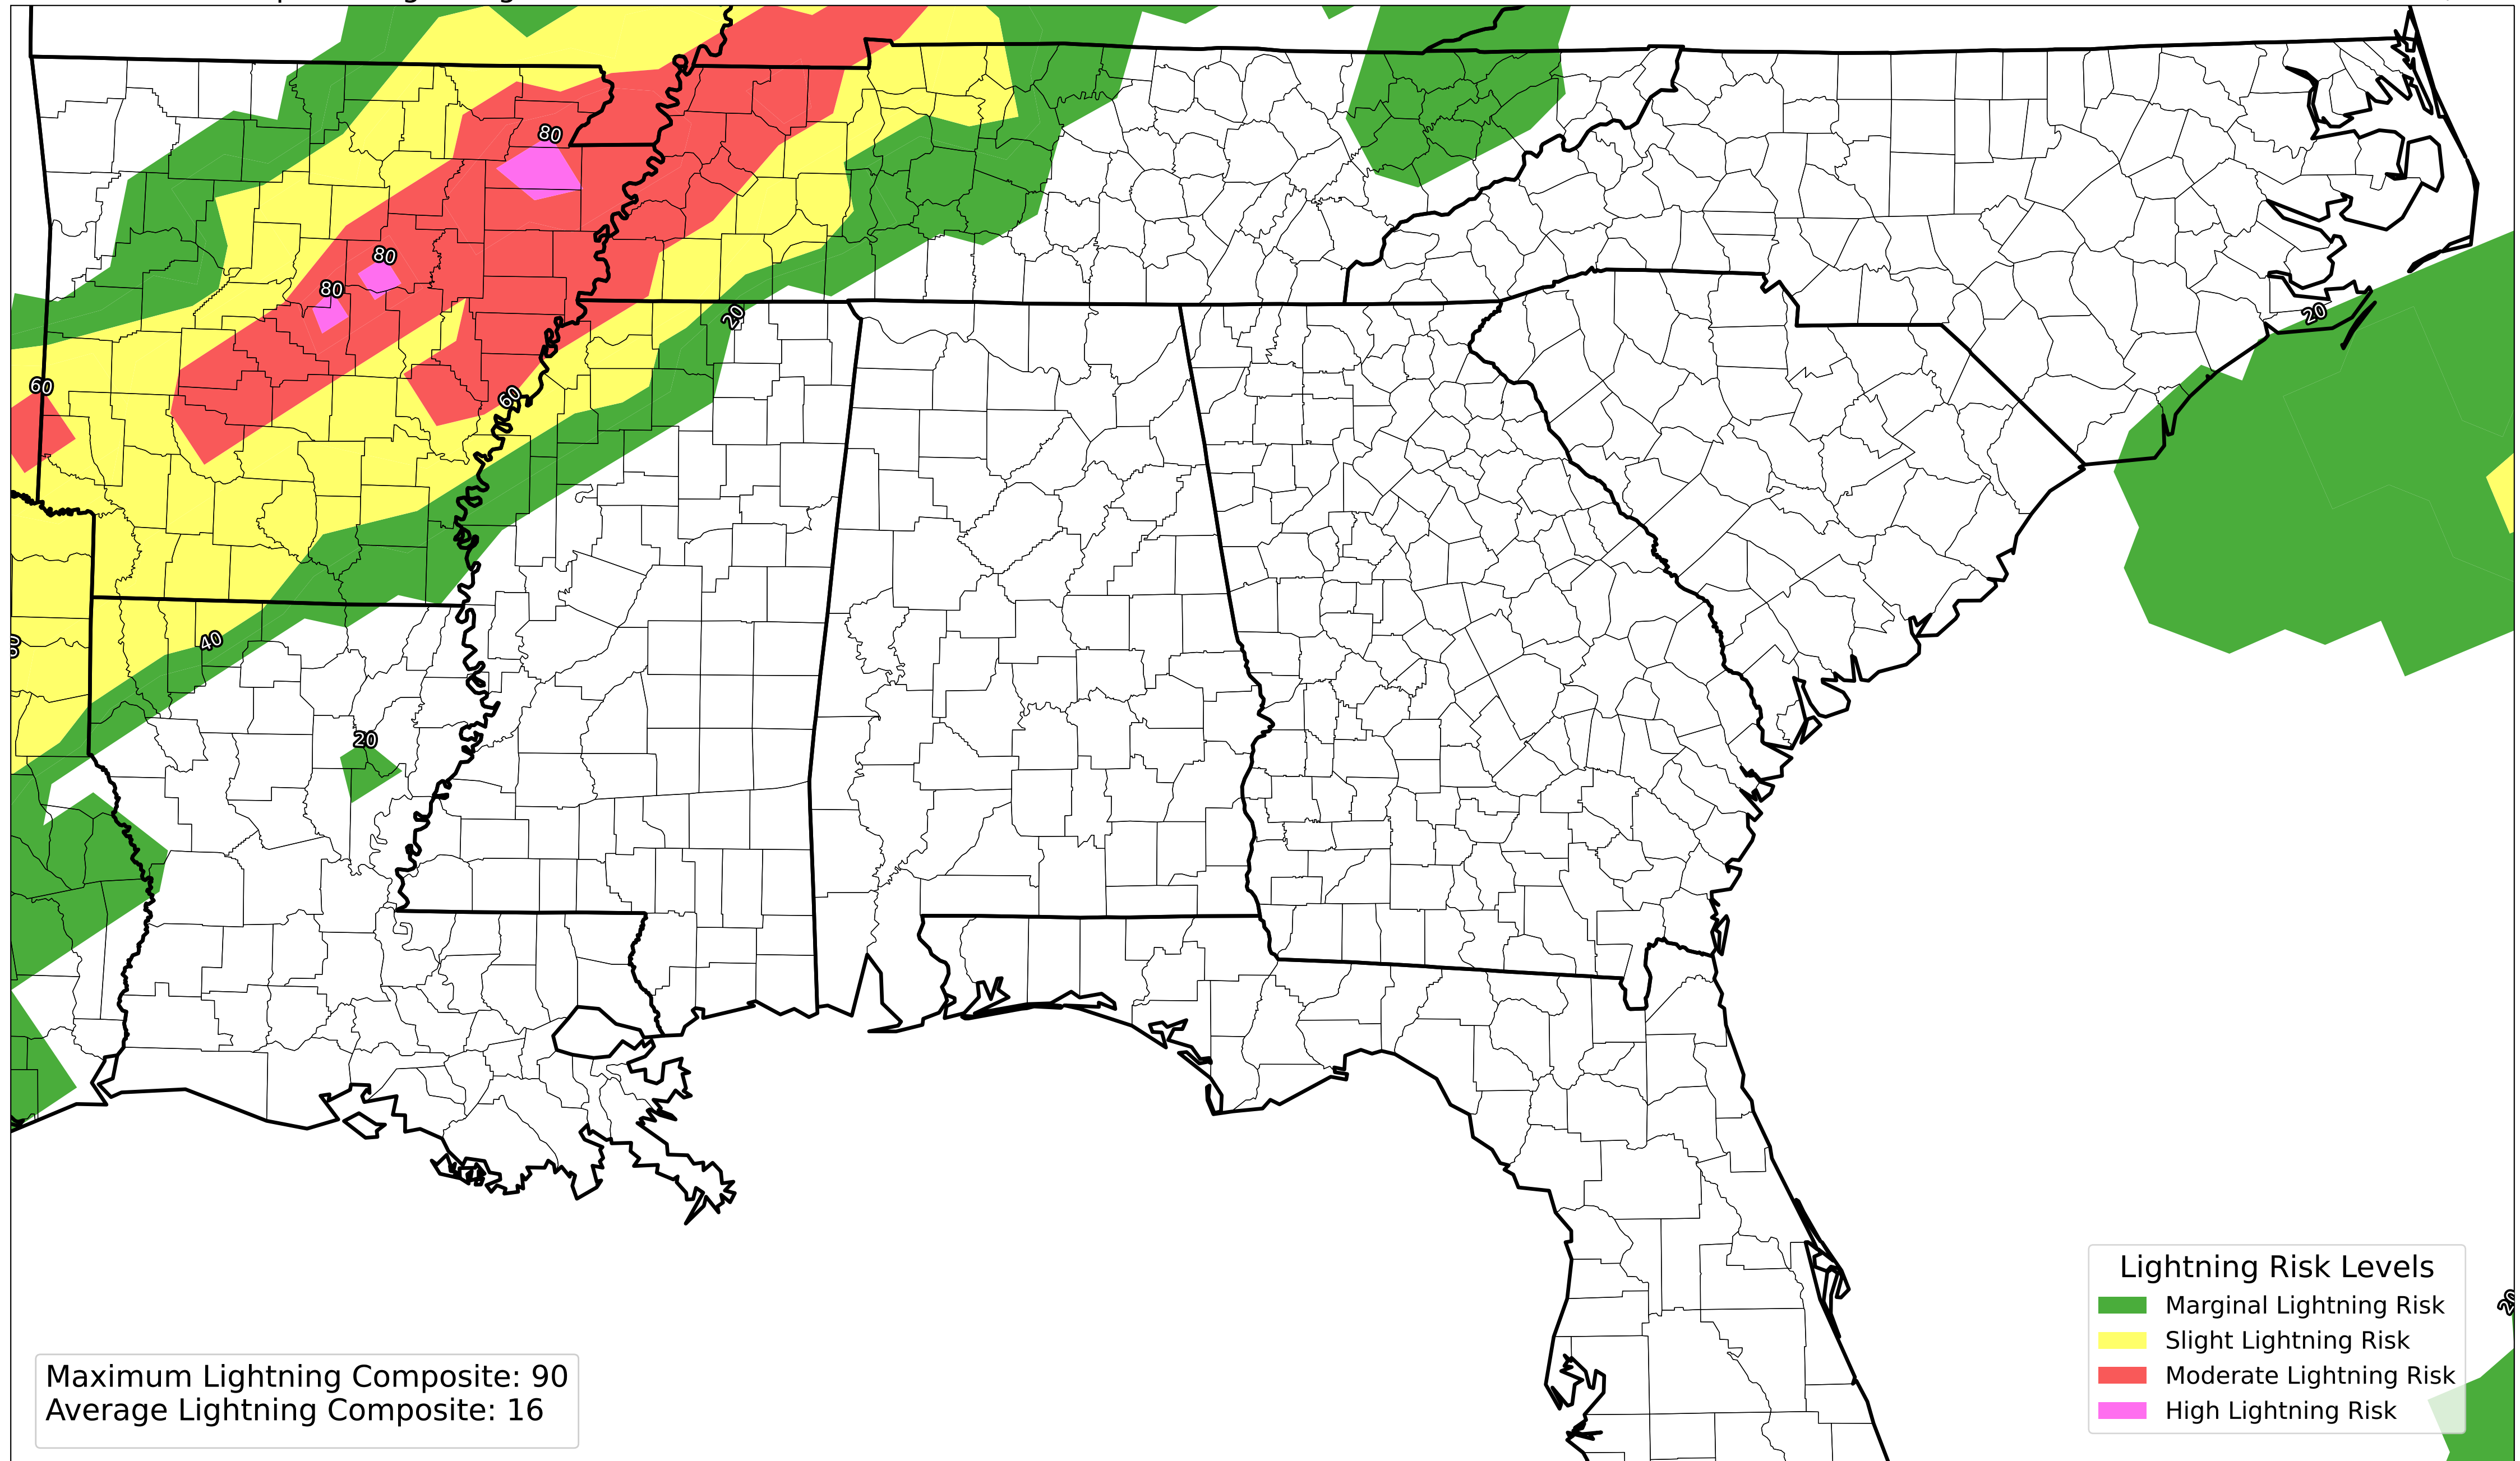 80
80
80
20
20
60
60
40
20
20
Lightning Risk Levels
Marginal Lightning Risk
Slight Lightning Risk
Moderate Lightning Risk
High Lightning Risk
Maximum Lightning Composite: 90
Average Lightning Composite: 16